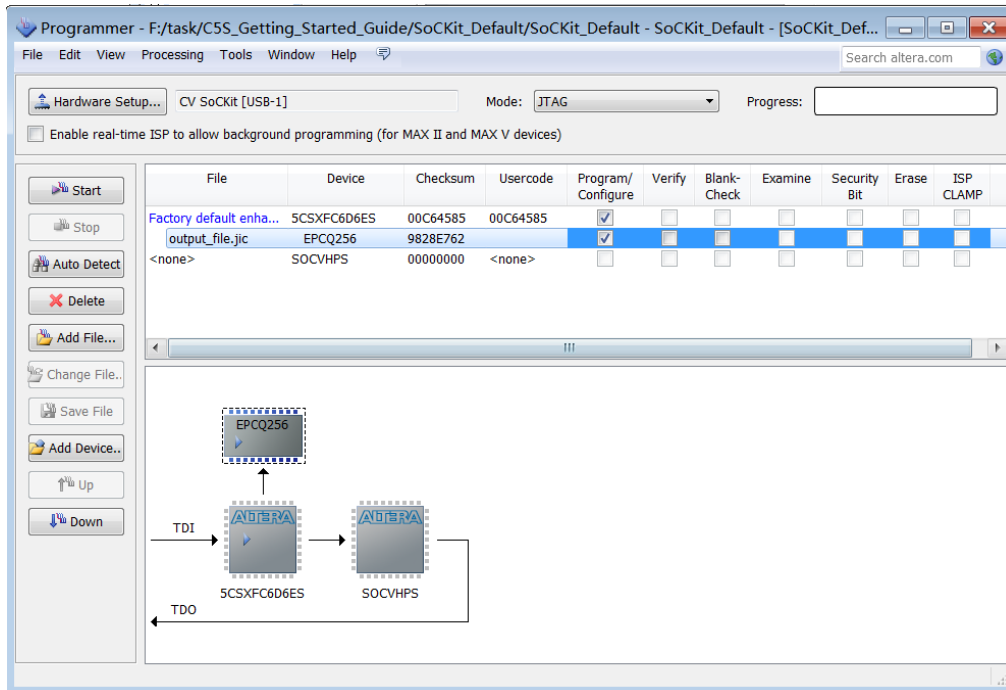 Programmer - F:/task/C5S_Getting_Started_Guide/SoCKit_Default/SoCKit_Default - SoCKit_Default - [SoCKit_Def...
File Edit View Processing Tools Window Help
Search altera.com
Hardware Setup... CV SoCKit [USB-1] Mode: JTAG Progress:
Enable real-time ISP to allow background programming (for MAX II and MAX V devices)
Start
Stop
Auto Detect
Delete
Add File...
Change File..
Save File
Add Device..
Up
Down
File Device Checksum Usercode Program/ Verify Blank- Examine Security Erase ISP
Configure Check Bit CLAMP
Factory default enha... 5CSXFC6D6ES 00C64585 00C64585
output_file.jic EPCQ256 9828E762
<none> SOCVHPS 00000000 <none>
EPCQ256
TDI
ALTERA ALTERA
5CSXFC6D6ES SOCVHPS
TDO